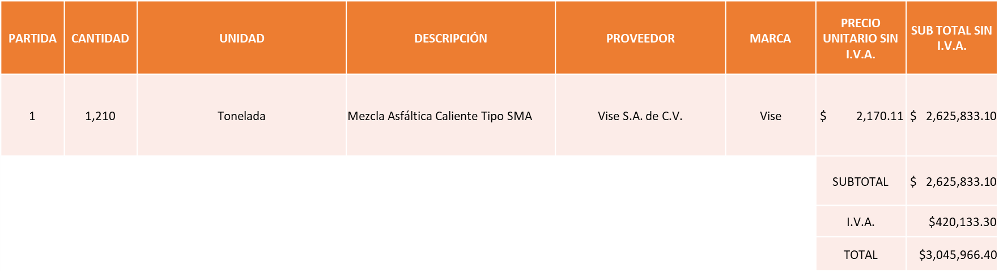 PARTIDA CANTIDAD UNIDAD DESCRIPCIÓN PROVEEDOR MARCA PRECIO UNITARIO SIN I.V.A. SUB TOTAL SIN I.V.A.
1 1,210 Tonelada Mezcla Asfáltica Caliente Tipo SMA Vise S.A. de C.V. Vise $ 2,170.11 $ 2,625,833.10
SUBTOTAL $ 2,625,833.10
I.V.A. $420,133.30
TOTAL $3,045,966.40